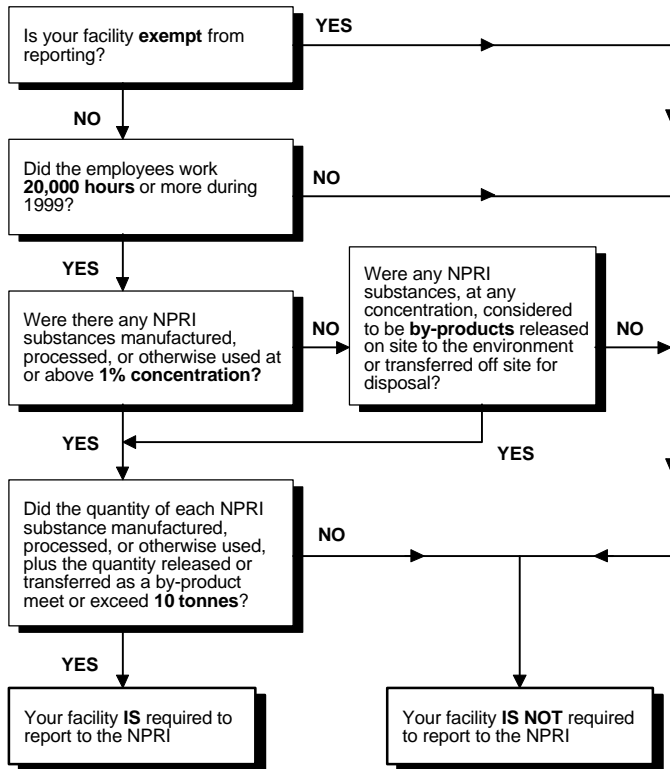 Is your facility exempt from
reporting?
YES
NO
Did the employees work
20,000 hours or more during
1999?
NO
YES
Were there any NPRI
substances manufactured,
processed, or otherwise used at
or above 1% concentration?
NO
Were any NPRI
substances, at any
concentration, considered
to be by-products released
on site to the environment
or transferred off site for
disposal?
NO
YES
YES
Did the quantity of each NPRI
substance manufactured,
processed, or otherwise used,
plus the quantity released or
transferred as a by-product
meet or exceed 10 tonnes?
NO
YES
Your facility IS required to
report to the NPRI
Your facility IS NOT required
to report to the NPRI